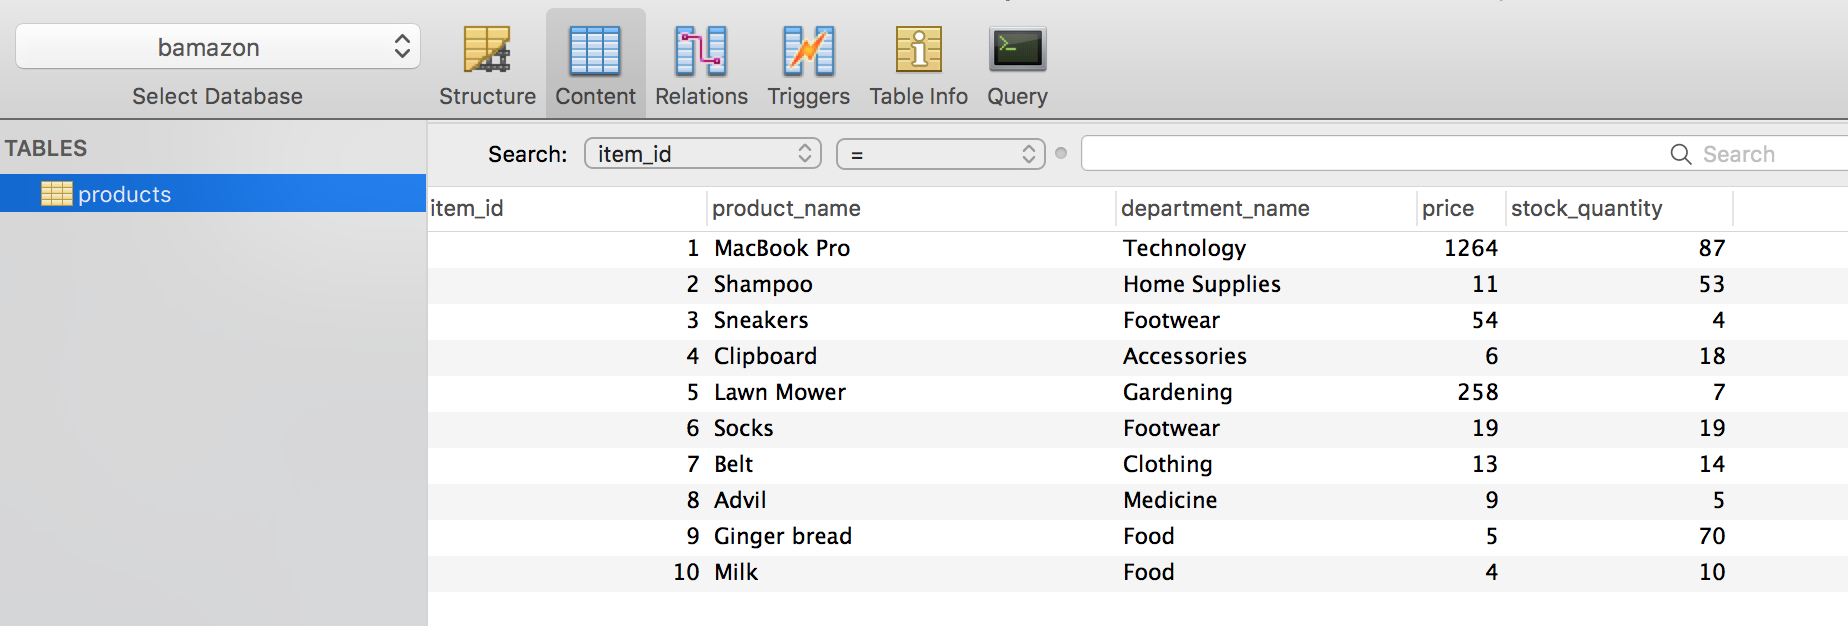 bamazon
Select Database
Structure Content Relations Triggers Table Info Query
TABLES
products
Search: item_id = Search
item_id product_name department_name price stock_quantity
1 MacBook Pro Technology 1264 87
2 Shampoo Home Supplies 11 53
3 Sneakers Footwear 54 4
4 Clipboard Accessories 6 18
5 Lawn Mower Gardening 258 7
6 Socks Footwear 19 19
7 Belt Clothing 13 14
8 Advil Medicine 9 5
9 Ginger bread Food 5 70
10 Milk Food 4 10